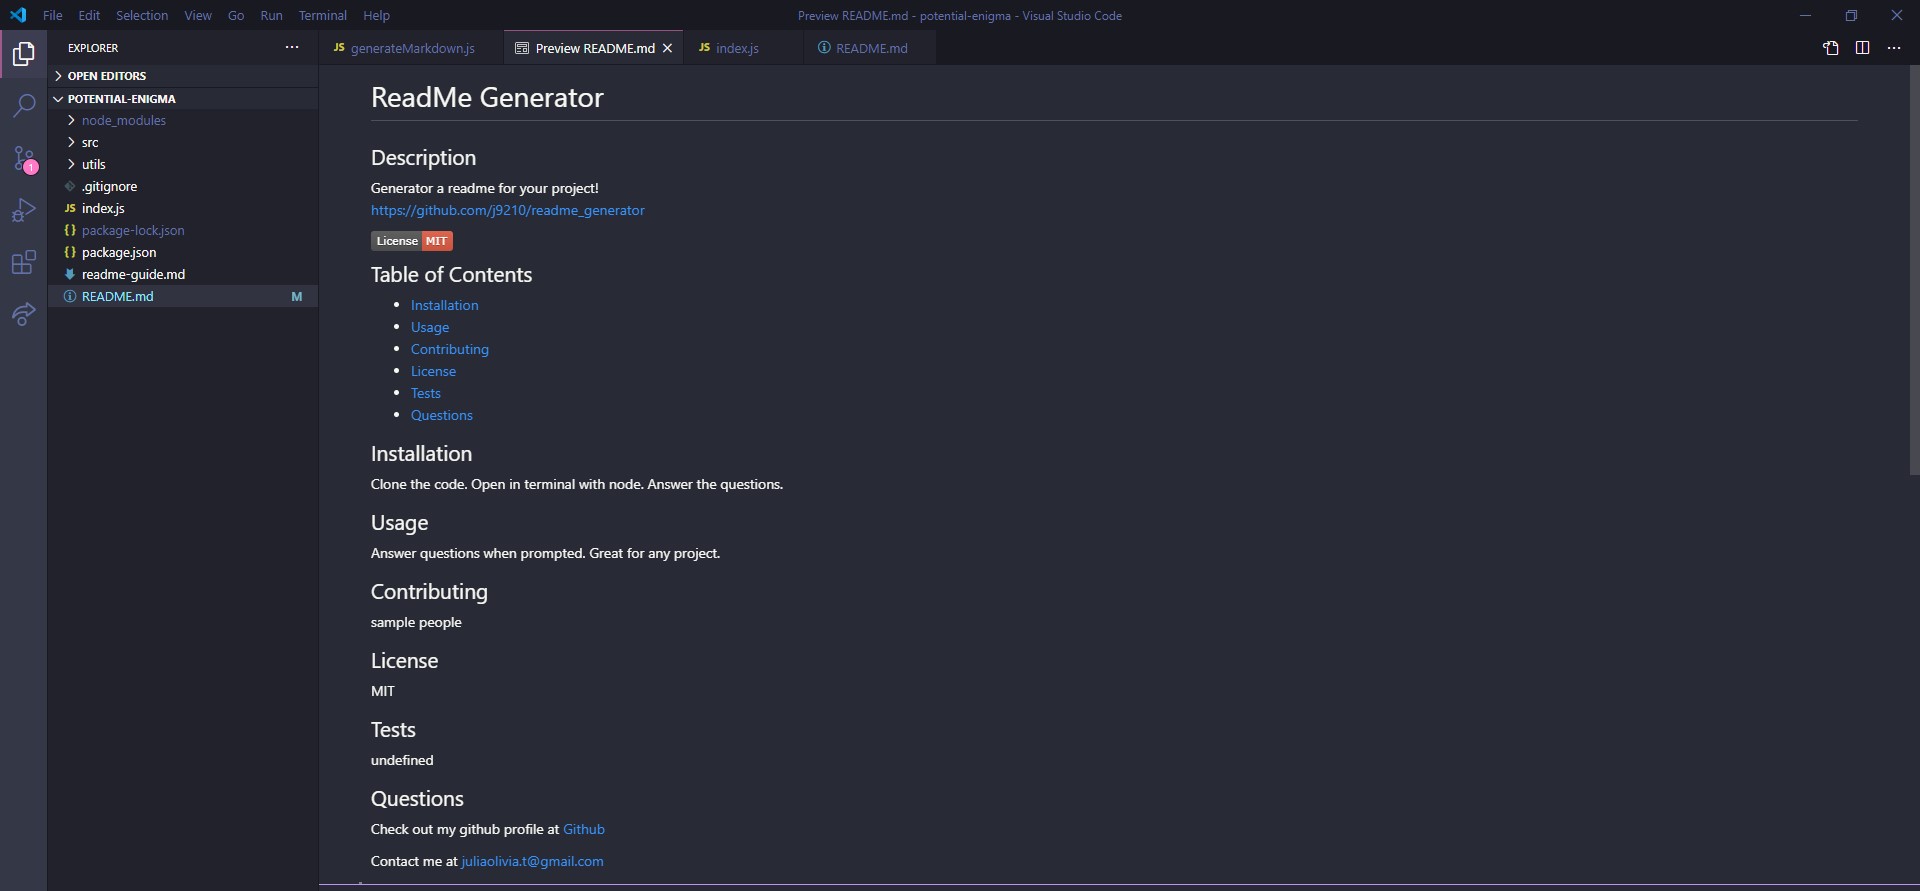 File Edit Selection View Go Run Terminal Help
Preview README.md - potential-enigma - Visual Studio Code
EXPLORER ...
JS generateMarkdown.js
Preview README.md
JS index.js
README.md
OPEN EDITORS
POTENTIAL-ENIGMA
node_modules
src
utils
.gitignore
JS index.js
{} package-lock.json
{} package.json
readme-guide.md
README.md M
1
ReadMe Generator
Description
Generator a readme for your project!
https://github.com/j9210/readme_generator
License MIT
Table of Contents
• Installation
• Usage
• Contributing
• License
• Tests
• Questions
Installation
Clone the code. Open in terminal with node. Answer the questions.
Usage
Answer questions when prompted. Great for any project.
Contributing
sample people
License
MIT
Tests
undefined
Questions
Check out my github profile at Github
Contact me at juliaolivia.t@gmail.com